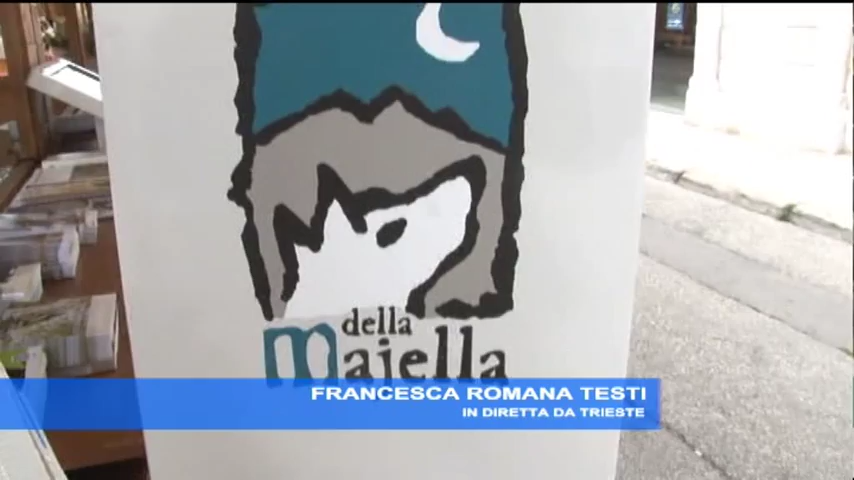 della
majella
FRANCESCA ROMANA TESTI
IN DIRETTA DA TRIESTE